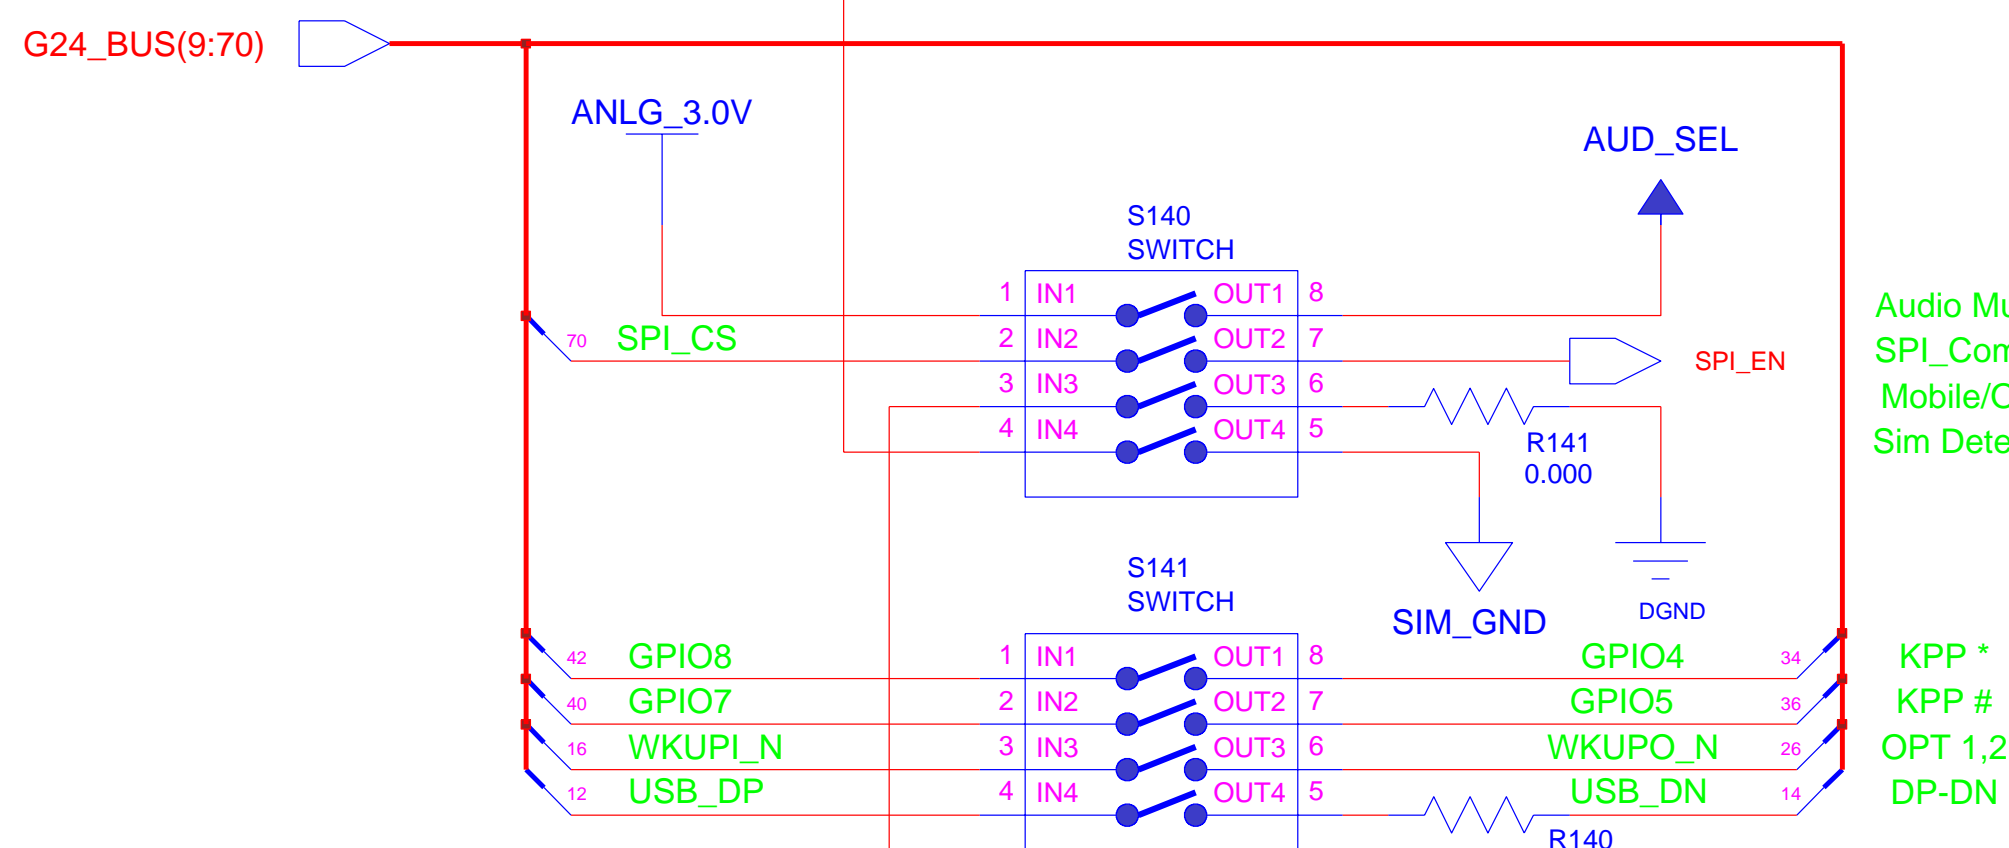 G24_BUS(9:70)
ANLG_3.0V
AUD_SEL
S140
SWITCH
1 IN1 OUT1 8
70 SPI_CS 2 IN2 OUT2 7 SPI_EN
3 IN3 OUT3 6
4 IN4 OUT4 5
R141
0.000
Audio
Sim
SIM_GND
DGND
S141
SWITCH
42 GPIO8 1 IN1 OUT1 8 GPIO4 34 KPP *
40 GPIO7 2 IN2 OUT2 7 GPIO5 36 KPP #
16 WKUPI_N 3 IN3 OUT3 6 WKUPO_N 26 OPT 1,2
12 USB_DP 4 IN4 OUT4 5 USB_DN 14 DP-DN
R140